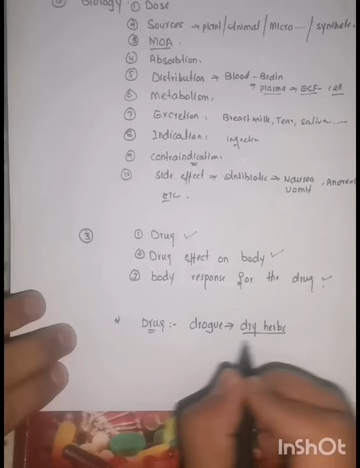 ③ Biology ① Dose
② Sources → plant/animal/micro---/synthetic
③ MOA.
④ Absorbtion.
⑤ Distribution → Blood-Brain
→ plasma → ECF-
⑥ Metabolism.
⑦ Excretion: Breast milk, Tear, saliva....
⑧ Indication:
⑨ contraindication.
⑩ Side effect → Antibiotic → Nausea,
vomit
ETC.
③ ① Drug ✓
② Drug effect on body ✓
③ body response for the drug ✓
* Drug:- drogue → dry herbs
InShOt